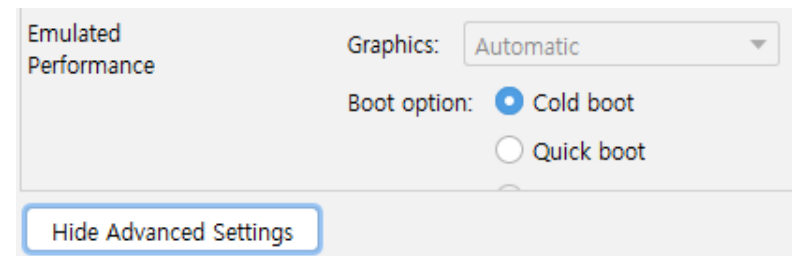 Emulated
Performance
Graphics: Automatic
Boot option: Cold boot
Quick boot
Hide Advanced Settings